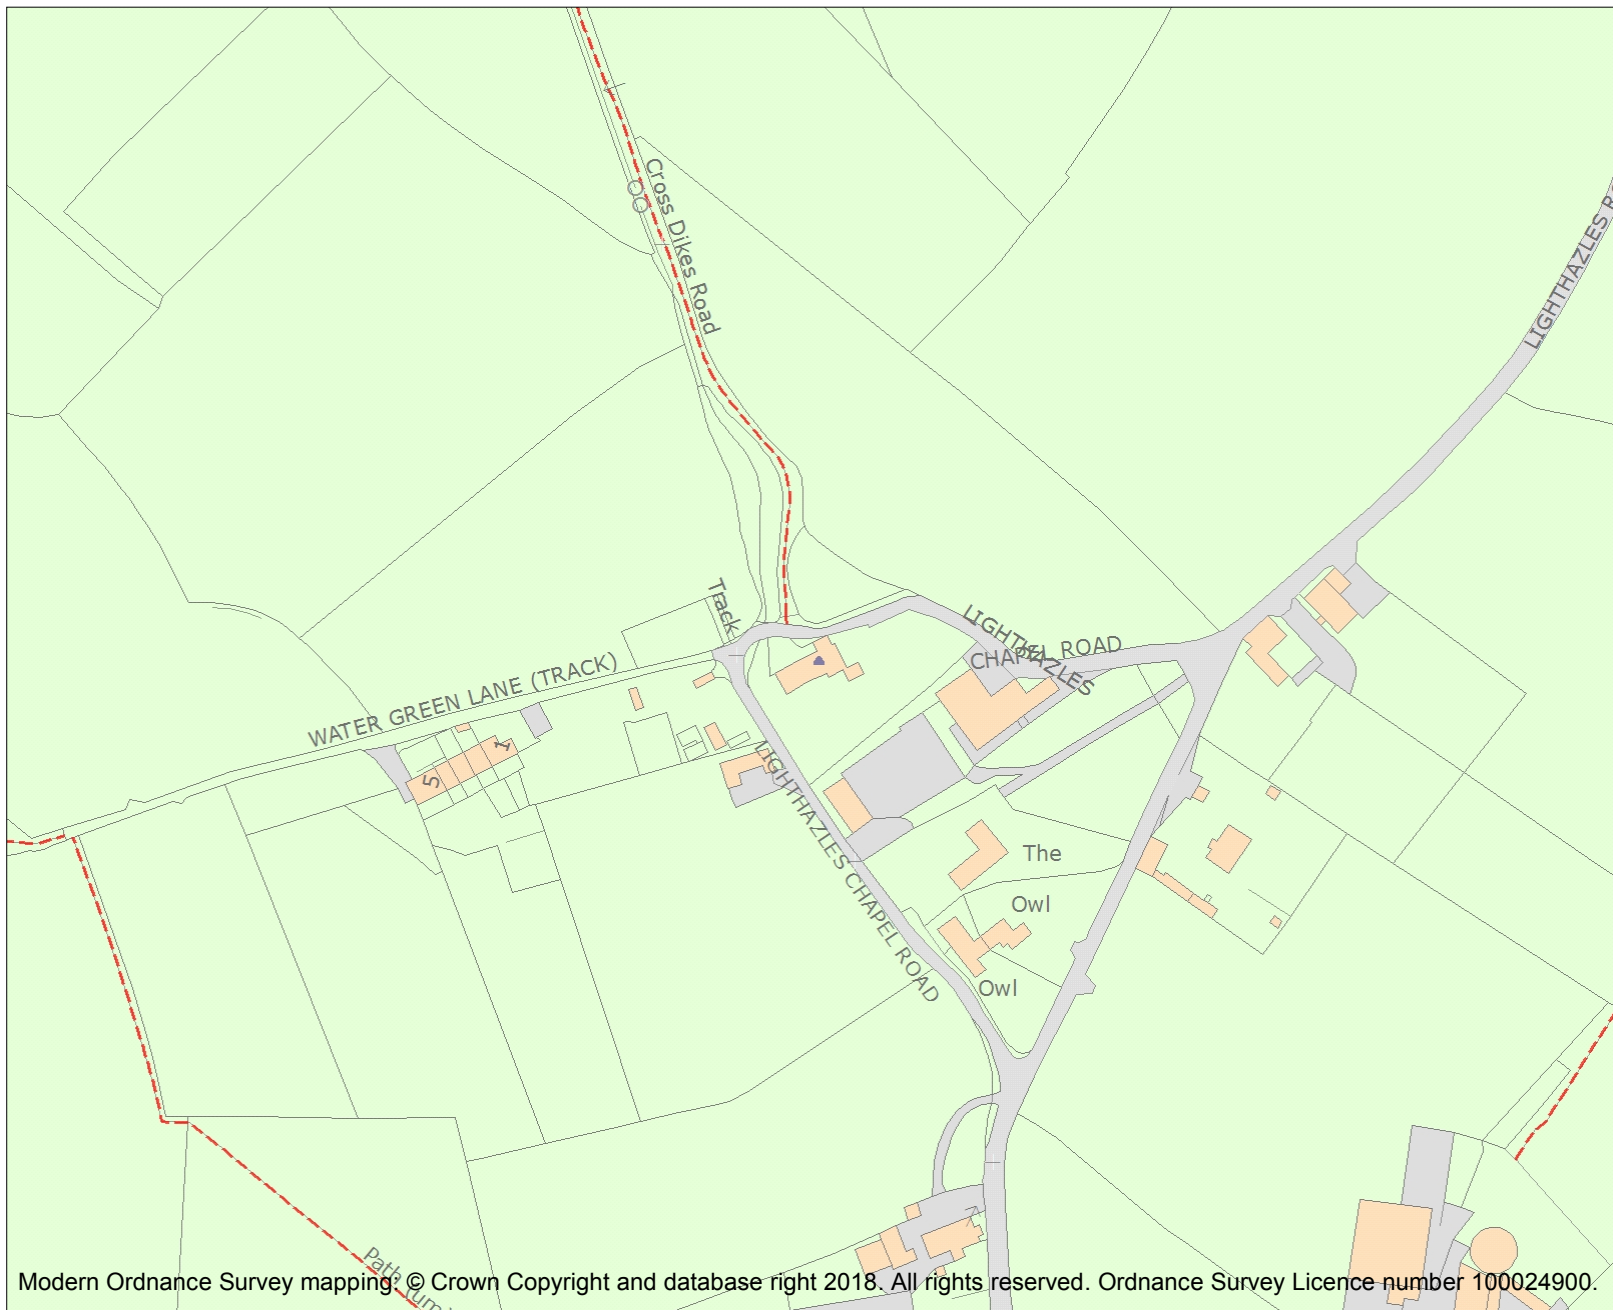 Cross Dikes Road
LIGHTHAZLES
Track
LIGHTHAZLES
CHAPEL ROAD
WATER GREEN LANE (TRACK)
1
5
LIGHTHAZLES CHAPEL ROAD
The
Owl
Owl
Path
Modern Ordnance Survey mapping: © Crown Copyright and database right 2018. All rights reserved. Ordnance Survey Licence number 100024900.